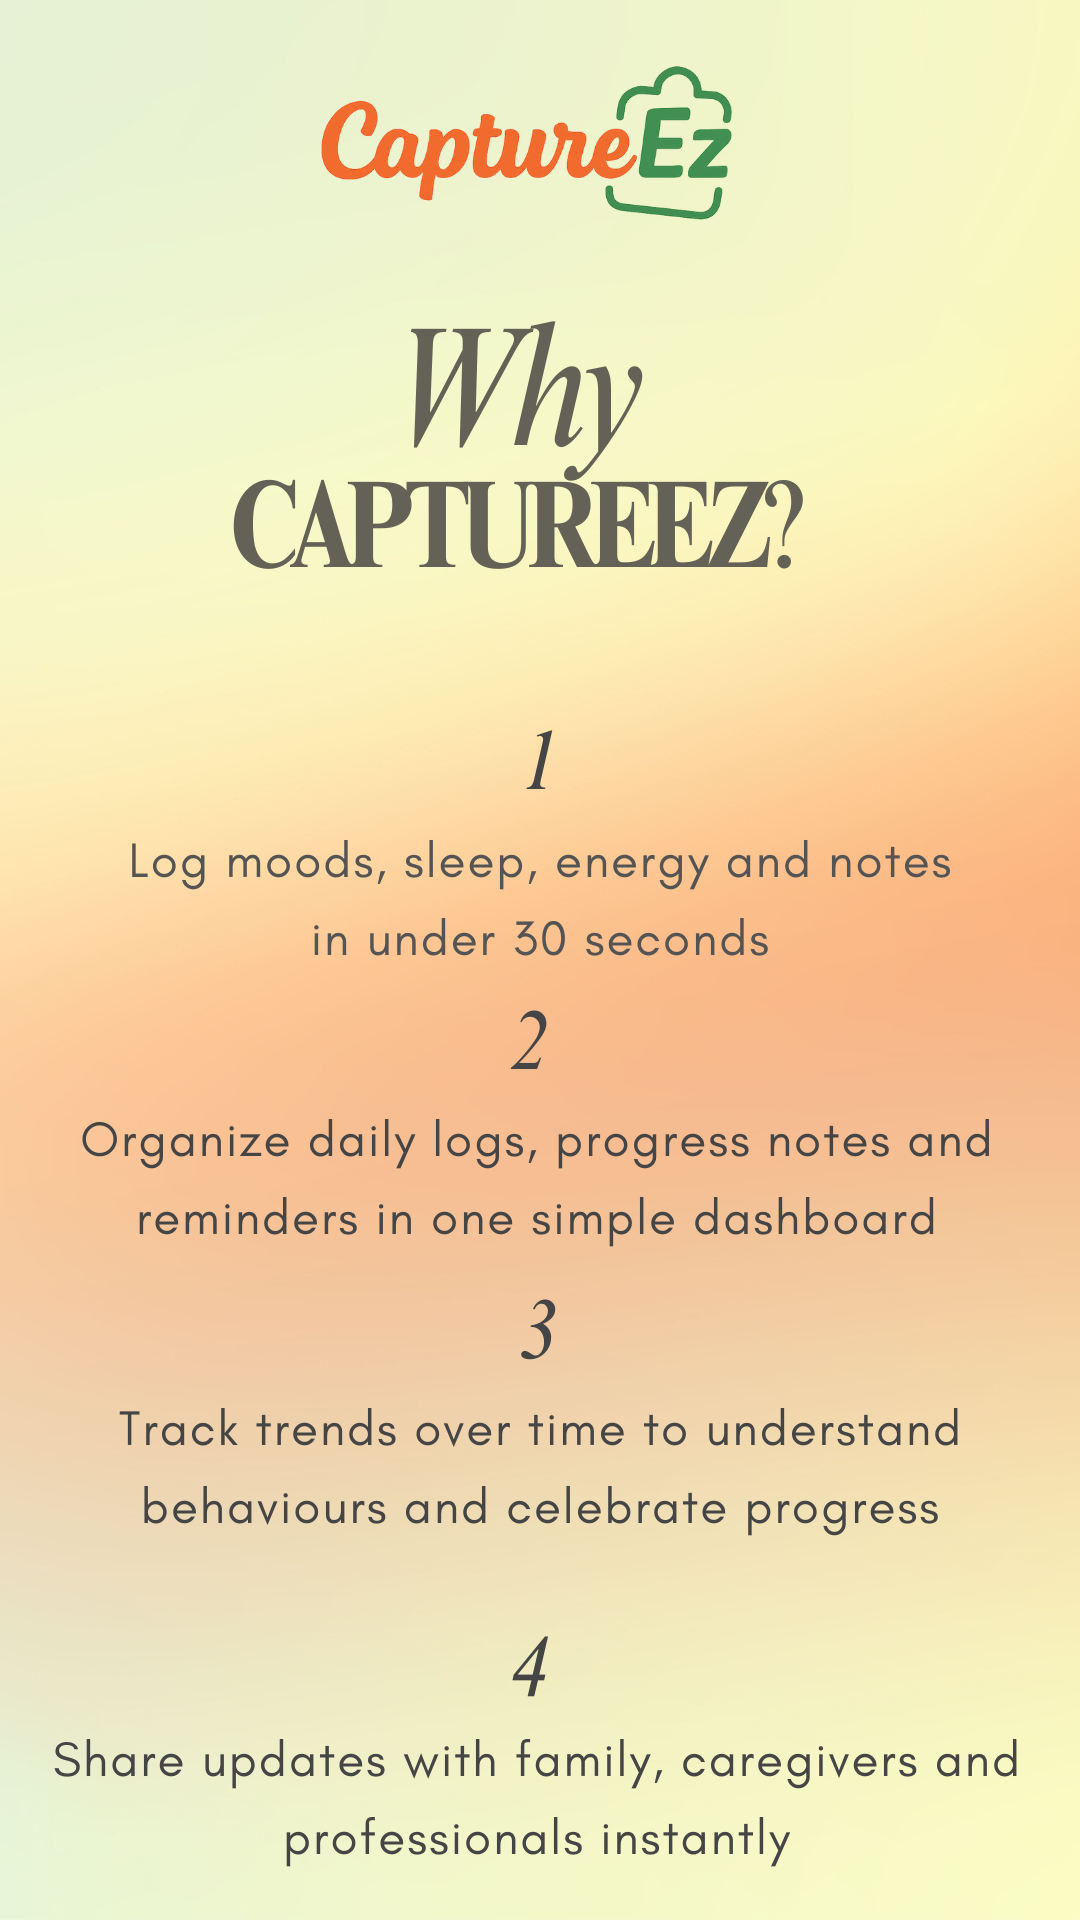 CaptureEz
Why
CAPTUREEZ?
1
Log moods, sleep, energy and notes
in under 30 seconds
2
Organize daily logs, progress notes and
reminders in one simple dashboard
3
Track trends over time to understand
behaviours and celebrate progress
4
Share updates with family, caregivers and
professionals instantly